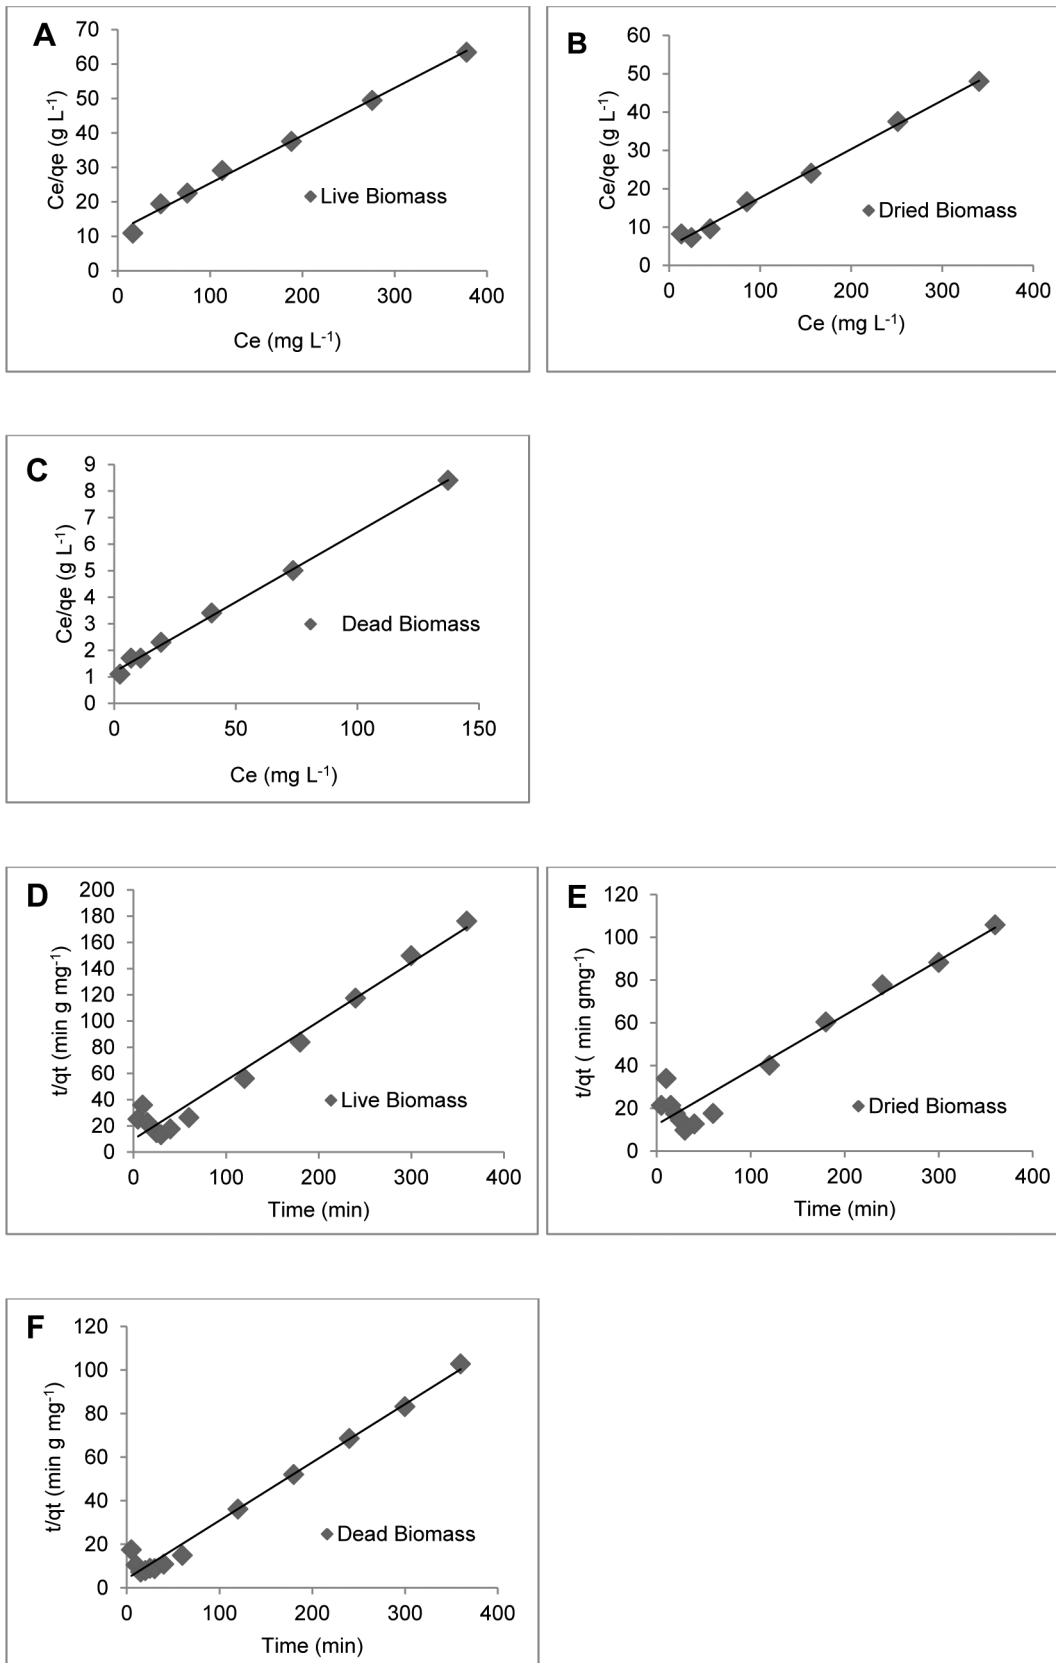 A
Ce/qe (g L⁻¹)
70
60
50
40
30
20
10
0
0 100 200 300 400
Ce (mg L⁻¹)
Live Biomass
B
Ce/qe (g L⁻¹)
60
50
40
30
20
10
0
0 100 200 300 400
Ce (mg L⁻¹)
Dried Biomass
C
Ce/qe (g L⁻¹)
9
8
7
6
5
4
3
2
1
0
0 50 100 150
Ce (mg L⁻¹)
Dead Biomass
D
t/qt (min g mg⁻¹)
200
180
160
140
120
100
80
60
40
20
0
0 100 200 300 400
Time (min)
Live Biomass
E
t/qt ( min gmg⁻¹)
120
100
80
60
40
20
0
0 100 200 300 400
Time (min)
Dried Biomass
F
t/qt (min g mg⁻¹)
120
100
80
60
40
20
0
0 100 200 300 400
Time (min)
Dead Biomass